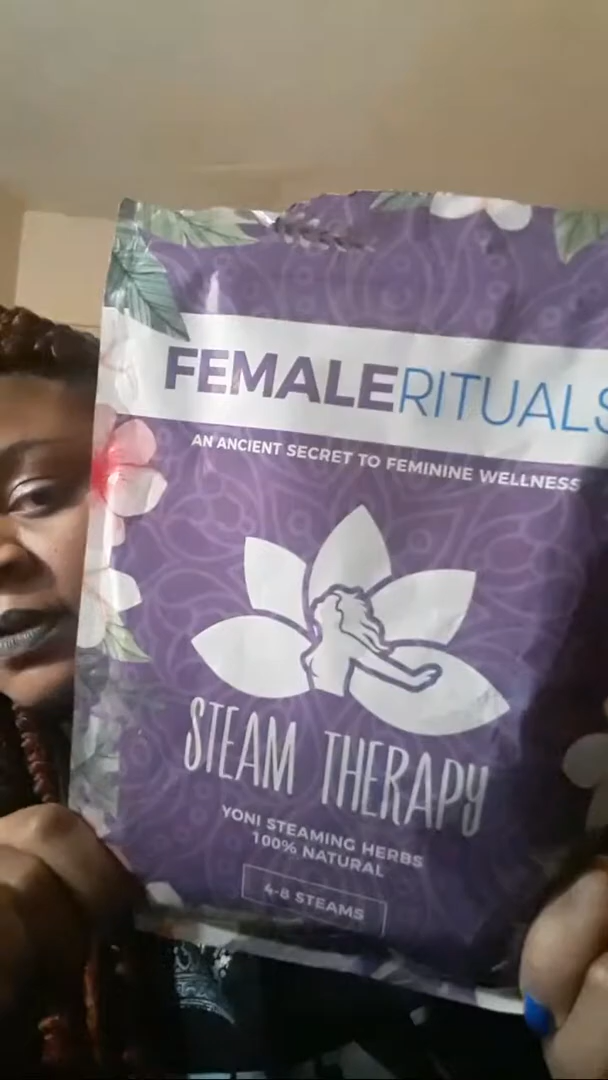 FEMALERITUALS
AN ANCIENT SECRET TO FEMININE WELLNESS
STEAM THERAPY
YONI STEAMING HERBS
100% NATURAL
4-8 STEAMS